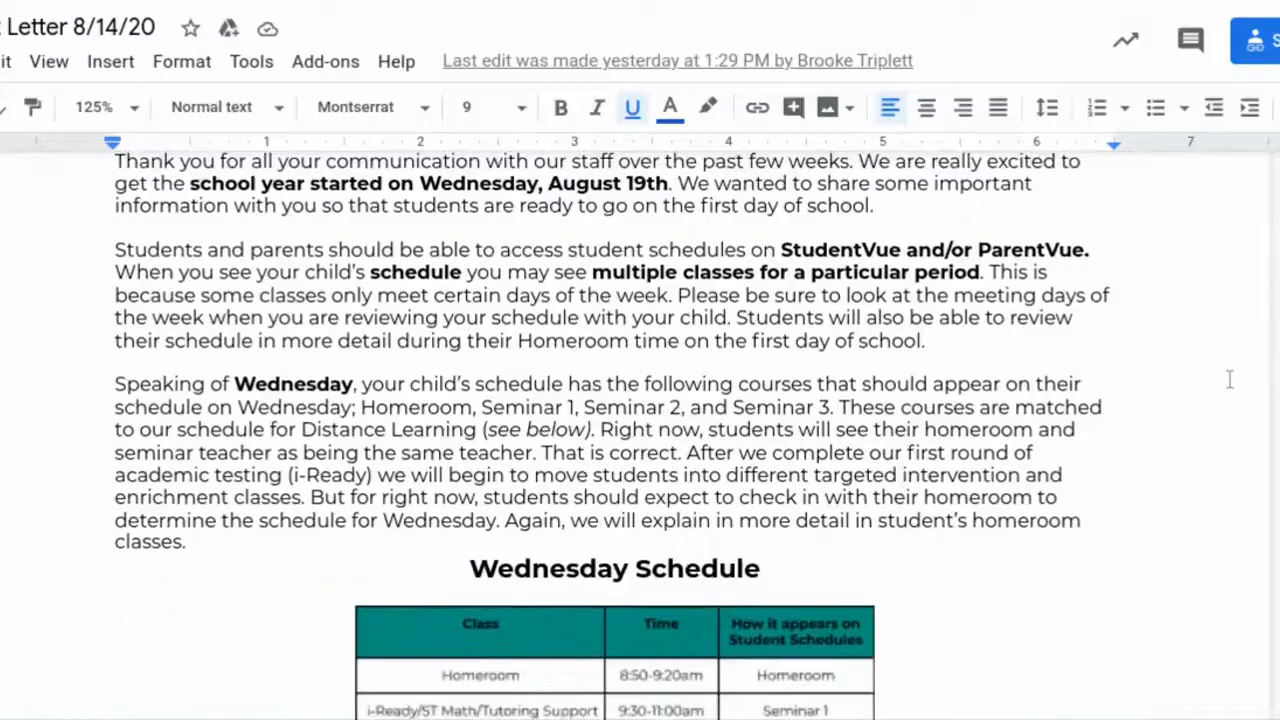 Letter 8/14/20
it View Insert Format Tools Add-ons Help Last edit was made yesterday at 1:29 PM by Brooke Triplett
125% Normal text Montserrat 9 B I U A
1 2 3 4 5 6 7
Thank you for all your communication with our staff over the past few weeks. We are really excited to
get the school year started on Wednesday, August 19th. We wanted to share some important
information with you so that students are ready to go on the first day of school.
Students and parents should be able to access student schedules on StudentVue and/or ParentVue.
When you see your child's schedule you may see multiple classes for a particular period. This is
because some classes only meet certain days of the week. Please be sure to look at the meeting days of
the week when you are reviewing your schedule with your child. Students will also be able to review
their schedule in more detail during their Homeroom time on the first day of school.
Speaking of Wednesday, your child's schedule has the following courses that should appear on their
schedule on Wednesday; Homeroom, Seminar 1, Seminar 2, and Seminar 3. These courses are matched
to our schedule for Distance Learning (see below). Right now, students will see their homeroom and
seminar teacher as being the same teacher. That is correct. After we complete our first round of
academic testing (i-Ready) we will begin to move students into different targeted intervention and
enrichment classes. But for right now, students should expect to check in with their homeroom to
determine the schedule for Wednesday. Again, we will explain in more detail in student's homeroom
classes.
Wednesday Schedule
Class Time How it appears on
Student Schedules
Homeroom 8:50-9:20am Homeroom
i-Ready/ST Math/Tutoring Support 9:30-11:00am Seminar 1